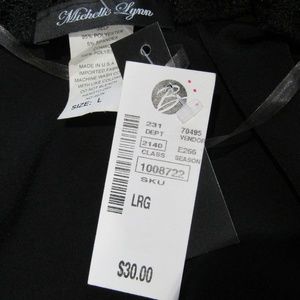 Michelle Lynn
95% POLYESTER
5% SPANDEX
MADE IN U.S.A
IMPORTED FABRIC
MACHINE WASH COLD
WITH LIKE COLORS
SIZE: L
231
DEPT
70495
VENDOR
2140
CLASS
E266
SEASON
1008722
SKU
LRG
$30.00